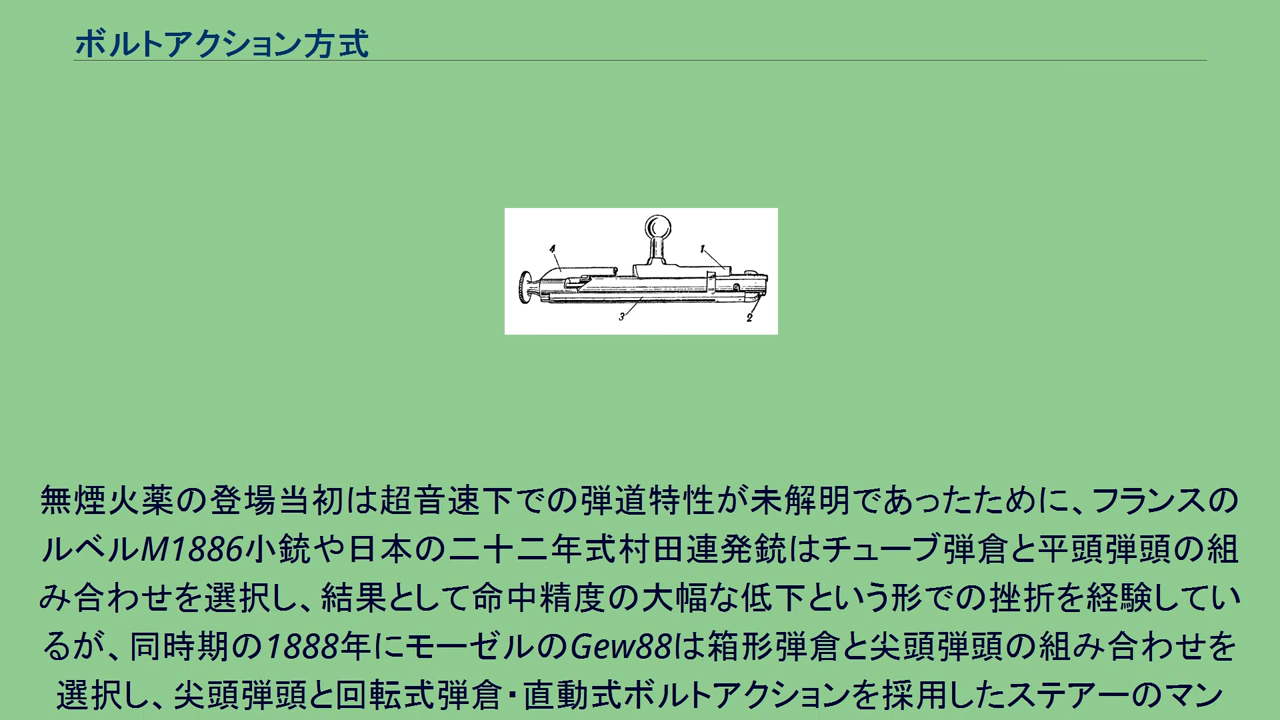 ボルトアクション方式
4
1
3
2
無煙火薬の登場当初は超音速下での弾道特性が未解明であったために、フランスの
ルベルM1886小銃や日本の二十二年式村田連発銃はチューブ弾倉と平頭弾頭の組
み合わせを選択し、結果として命中精度の大幅な低下という形での挫折を経験してい
るが、同時期の1888年にモーゼルのGew88は箱形弾倉と尖頭弾頭の組み合わせを
選択し、尖頭弾頭と回転式弾倉・直動式ボルトアクションを採用したステアーのマン